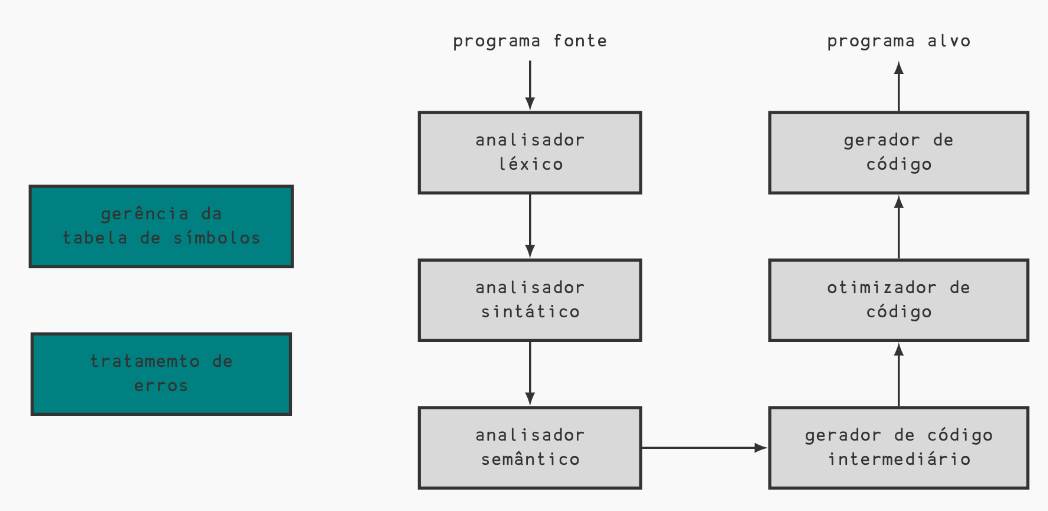 programa fonte
programa alvo
analisador
léxico
gerador de
código
gerência da
tabela de símbolos
analisador
sintático
otimizador de
código
tratamemto de
erros
analisador
semântico
gerador de código
intermediário